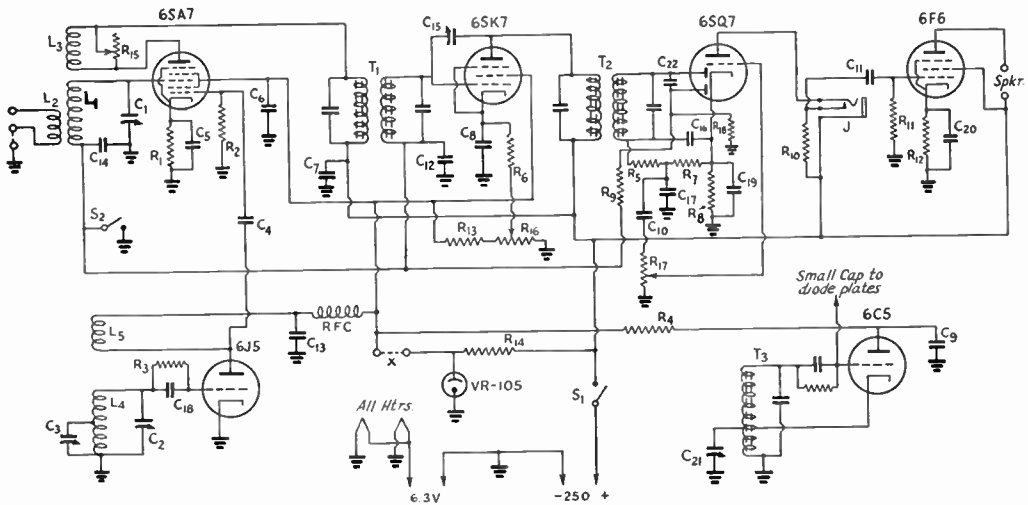 6SA7
6SK7
6SQ7
6F6
L3
R15
C15
L2
L
C1
C14
R1
C5
R2
C6
T1
C7
C12
C8
R6
T2
C22
C16
R18
R5
R7
R9
C17
R8
C19
C10
R17
C11
R10
J
R11
R12
C20
Spkr.
S2
C4
R13
R16
Small Cap to
diode plates
L5
RFC
C13
6J5
R3
L4
C18
C3
C2
X
R14
VR-105
S1
R4
6C5
C9
T3
C21
All Htrs.
6.3V
-250 +